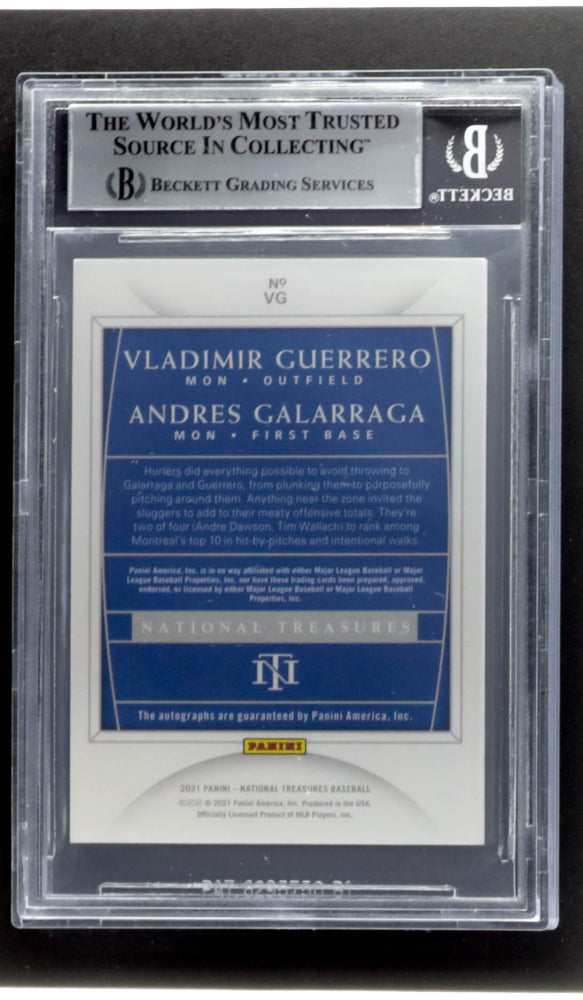 THE WORLD'S MOST TRUSTED
SOURCE IN COLLECTING™
B BECKETT GRADING SERVICES
B
BECKETT®
Nº
VG
VLADIMIR GUERRERO
MON • OUTFIELD
ANDRES GALARRAGA
MON • FIRST BASE
Hurlers did everything possible to avoid throwing to
Galarraga and Guerrero, from plunking them to purposefully
pitching around them. Anything near the zone invited the
sluggers to add to their meaty offensive totals. They're
two of four (Andre Dawson, Tim Wallach) to rank among
Montreal's top 10 in hit-by-pitches and intentional walks.
Panini America, Inc. is in no way affiliated with either Major League Baseball or Major
League Baseball Properties, Inc. nor have these trading cards been prepared, approved,
endorsed, or licensed by either Major League Baseball or Major League Baseball
Properties, Inc.
NATIONAL TREASURES
NT
The autographs are guaranteed by Panini America, Inc.
PANINI
2021 PANINI – NATIONAL TREASURES BASEBALL
© 2021 Panini America, Inc. Produced in the USA.
Officially Licensed Product of MLB Players, Inc.
PAT. 6295750 B1